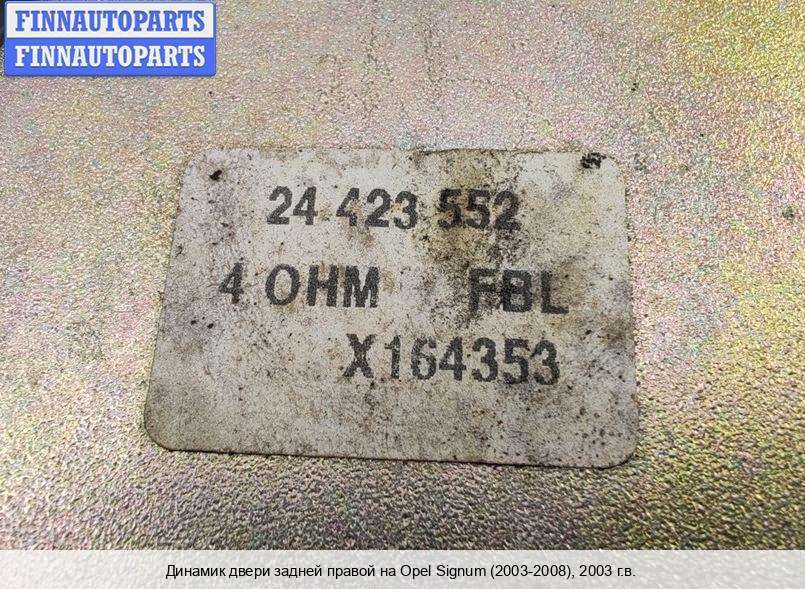 FINNAUTOPARTS
FINNAUTOPARTS
24 423 552
4 OHM FBL
X164353
Динамик двери задней правой на Opel Signum (2003-2008), 2003 г.в.